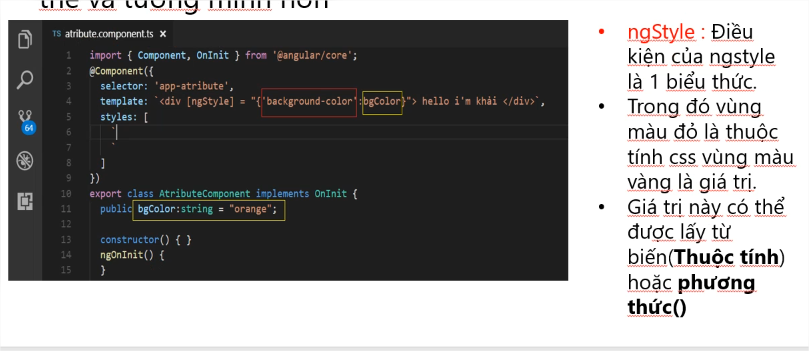 thể và tường minh hơn
TS atribute.component.ts ×
1 import { Component, OnInit } from '@angular/core';
2 @Component({
3 selector: 'app-atribute',
4 template: `<div [ngStyle] = "{'background-color':bgColor}"> hello i'm khải </div>`,
5 styles: [
6 `
7 `
8 ]
9 })
10 export class AtributeComponent implements OnInit {
11 public bgColor:string = "orange";
12
13 constructor() { }
14 ngOnInit() {
15 }
64
• ngStyle : Điều
kiện của ngstyle
là 1 biểu thức.
• Trong đó vùng
màu đỏ là thuộc
tính css vùng màu
vàng là giá trị.
• Giá trị này có thể
được lấy từ
biến(Thuộc tính)
hoặc phương
thức()